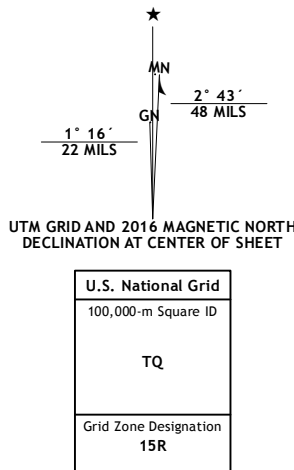 ★
MN
GN
2° 43´
48 MILS
1° 16´
22 MILS
UTM GRID AND 2016 MAGNETIC NORTH
DECLINATION AT CENTER OF SHEET
U.S. National Grid
100,000-m Square ID
TQ
Grid Zone Designation
15R